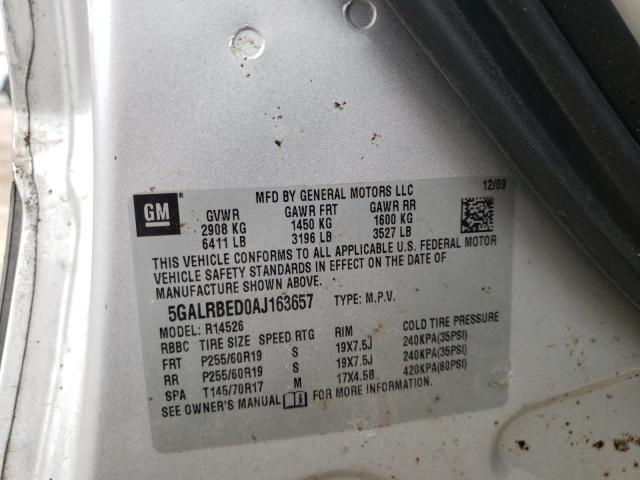 MFD BY GENERAL MOTORS LLC 12/09
GM ® GVWR GAWR FRT GAWR RR
2908 KG 1450 KG 1600 KG
6411 LB 3196 LB 3527 LB
THIS VEHICLE CONFORMS TO ALL APPLICABLE U.S. FEDERAL MOTOR
VEHICLE SAFETY STANDARDS IN EFFECT ON THE DATE OF
MANUFACTURE SHOWN ABOVE.
5GALRBED0AJ163657 TYPE: M.P.V.
MODEL: R14526
RBBC TIRE SIZE SPEED RTG RIM COLD TIRE PRESSURE
FRT P255/60R19 S 19X7.5J 240KPA(35PSI)
RR P255/60R19 S 19X7.5J 240KPA(35PSI)
SPA T145/70R17 M 17X4.5B 420KPA(60PSI)
SEE OWNER'S MANUAL FOR MORE INFORMATION.